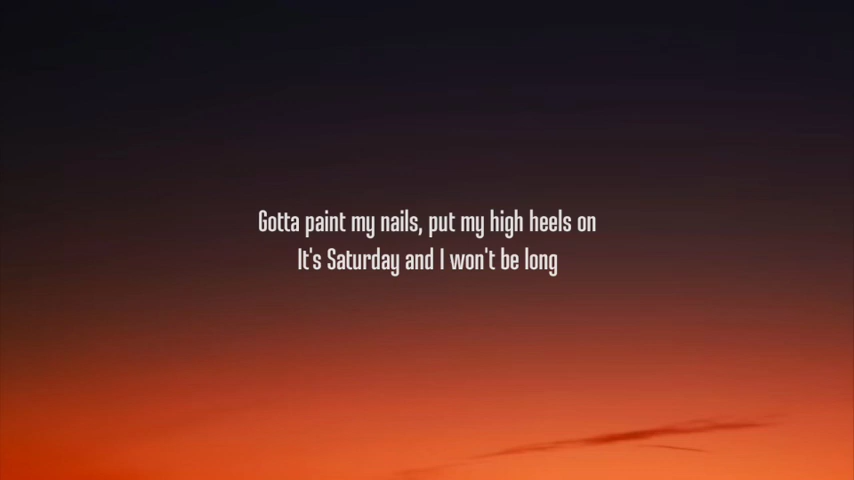 Gotta paint my nails, put my high heels on
It's Saturday and I won't be long